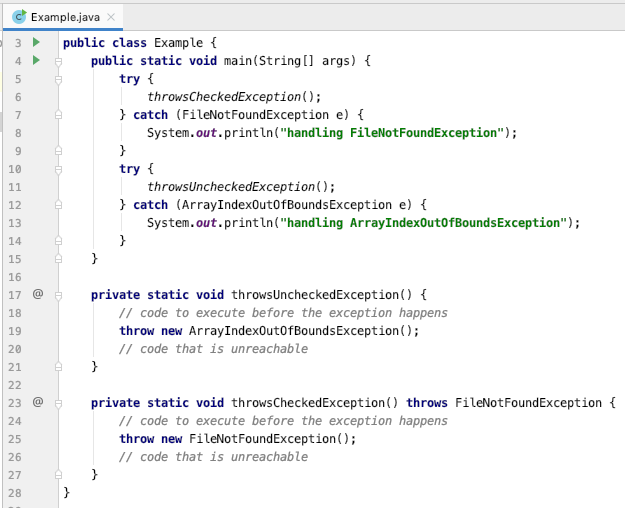 Example.java
3 public class Example {
4 public static void main(String[] args) {
5 try {
6 throwsCheckedException();
7 } catch (FileNotFoundException e) {
8 System.out.println("handling FileNotFoundException");
9 }
10 try {
11 throwsUncheckedException();
12 } catch (ArrayIndexOutOfBoundsException e) {
13 System.out.println("handling ArrayIndexOutOfBoundsException");
14 }
15 }
16
17 @ private static void throwsUncheckedException() {
18 // code to execute before the exception happens
19 throw new ArrayIndexOutOfBoundsException();
20 // code that is unreachable
21 }
22
23 @ private static void throwsCheckedException() throws FileNotFoundException {
24 // code to execute before the exception happens
25 throw new FileNotFoundException();
26 // code that is unreachable
27 }
28 }